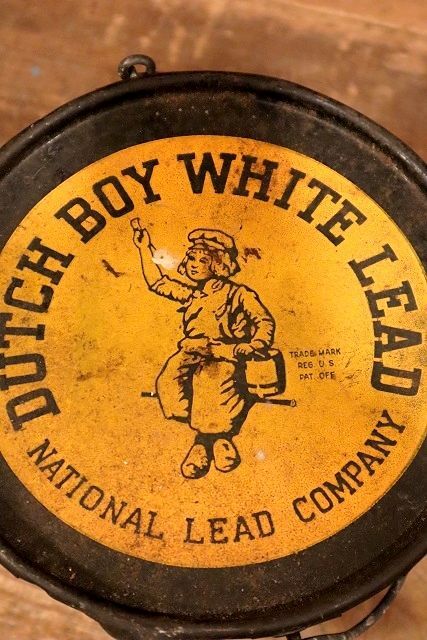 DUTCH BOY WHITE LEAD
TRADE MARK
REG. U.S.
PAT. OFF.
NATIONAL LEAD COMPANY